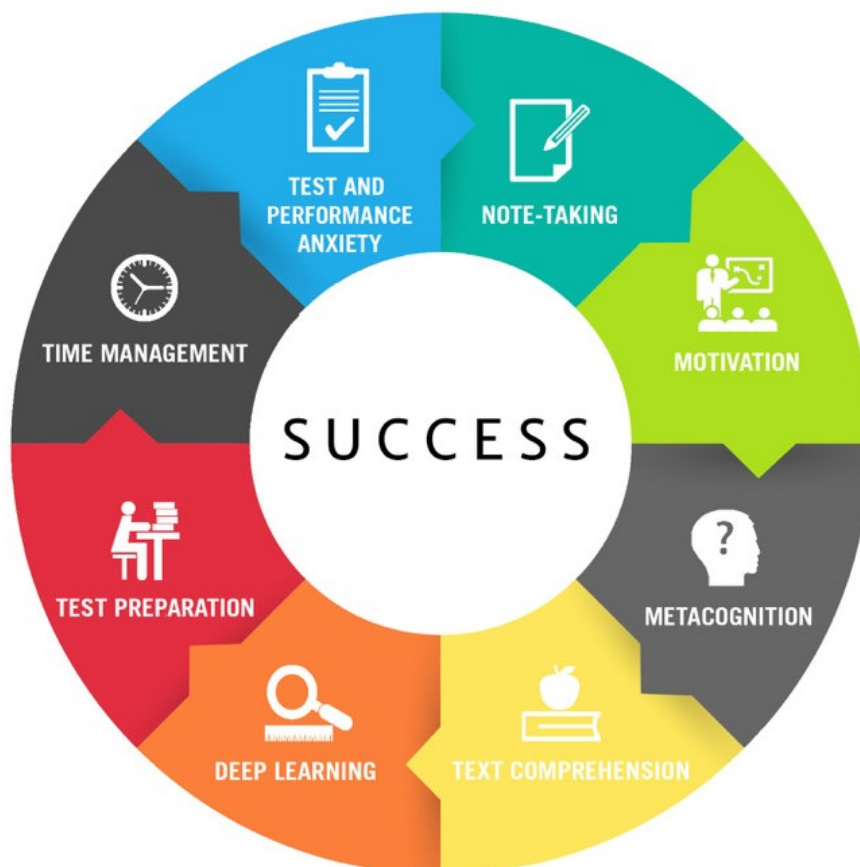 TEST AND
PERFORMANCE
ANXIETY
NOTE-TAKING
MOTIVATION
METACOGNITION
TEXT COMPREHENSION
DEEP LEARNING
TEST PREPARATION
TIME MANAGEMENT
SUCCESS
?